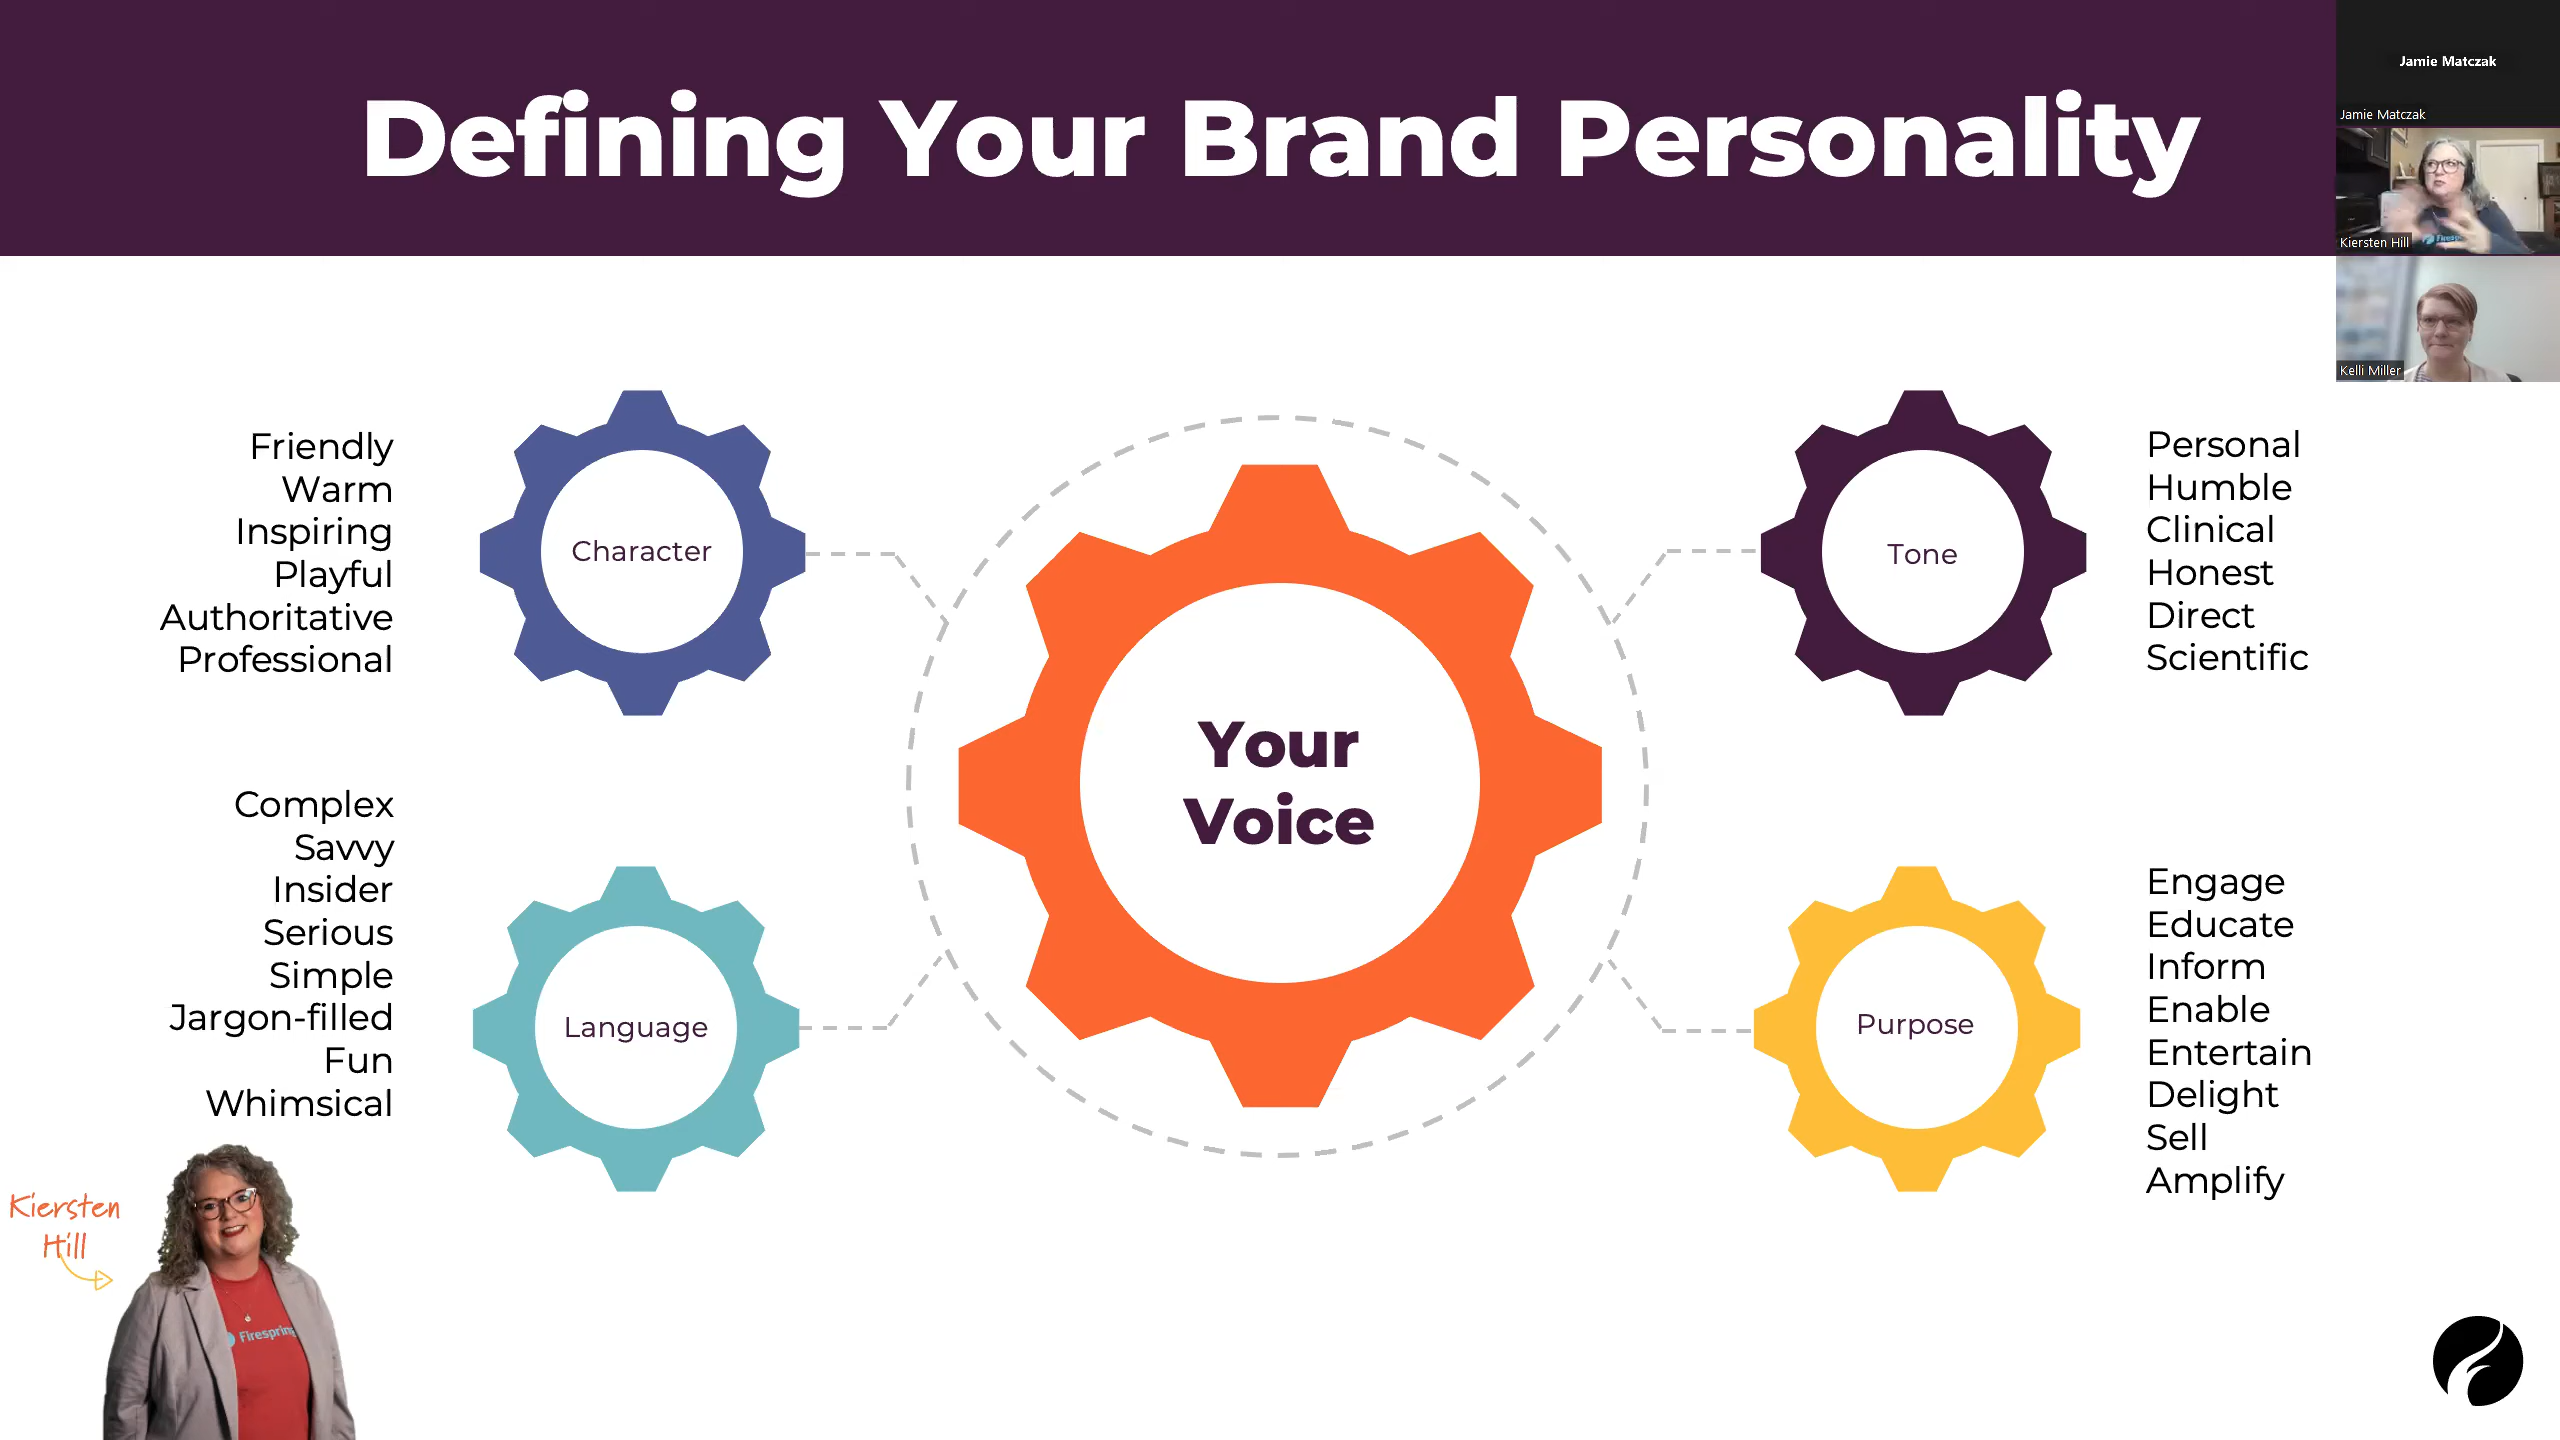 Defining Your Brand Personality
Jamie Matczak
Jamie Matczak
Kiersten Hill
Firespring
Kelli Miller
Friendly
Warm
Inspiring
Playful
Authoritative
Professional
Character
Complex
Savvy
Insider
Serious
Simple
Jargon-filled
Fun
Whimsical
Language
Your
Voice
Tone
Personal
Humble
Clinical
Honest
Direct
Scientific
Purpose
Engage
Educate
Inform
Enable
Entertain
Delight
Sell
Amplify
Kiersten
Hill
Firespring